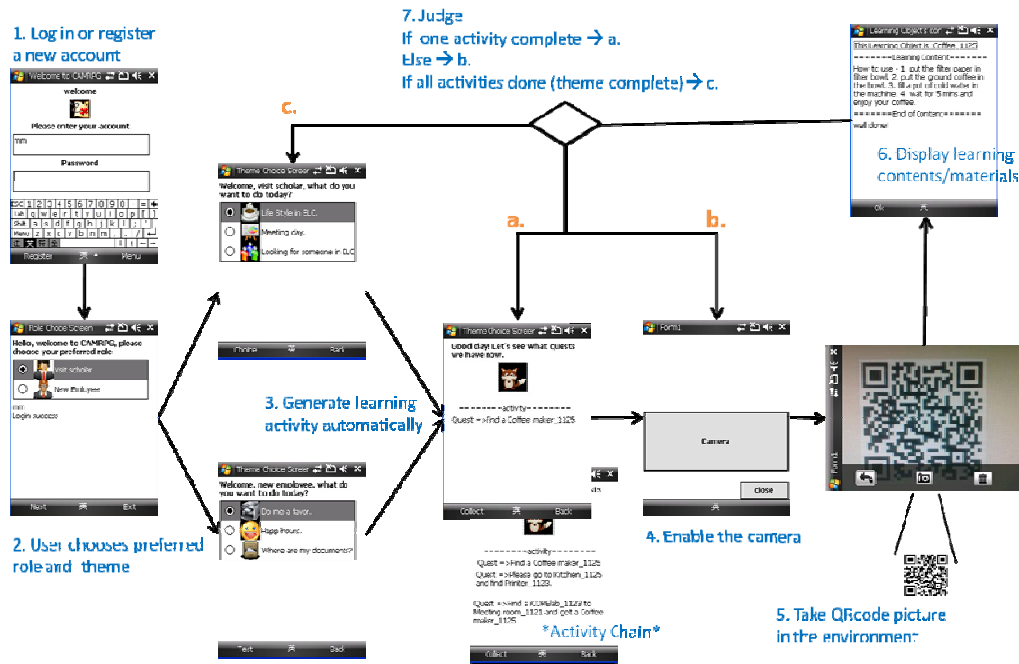 1. Log in or register
a new account
Welcome to CAMRPG
welcome
Please enter your account
mm
Password
Register
Menu
Role Choice Screen
Hello, welcome to CAMRPG, please
choose your preferred role
Visit scholar
New Employee
mm
Login success
Next
Exit
2. User chooses preferred
role and theme
7. Judge
If one activity complete → a.
Else → b.
If all activities done (theme complete) → c.
c.
a.
b.
Theme Choice Screen
Welcome, visit scholar, what do you
want to do today?
Life Style in ELC.
Meeting day.
Looking for someone in ELC
Choice
Back
3. Generate learning
activity automatically
Theme Choice Screen
Welcome, new employee, what do
you want to do today?
Do me a favor.
Happ hours.
Where are my documents?
Text
Back
Theme Choice Screen
Good day! Let's see what quests
we have now.
--------activity--------
Quest =>Find a Coffee maker_1125
Collect
Back
--------activity--------
Quest =>Find a Coffee maker_1125
Quest =>Please go to Kitchen_1125
and find Printer_1123.
Meeting room_1121 and get a Coffee
maker_1125
*Activity Chain*
Collect
Back
Form1
Camera
Close
4. Enable the camera
Form1
5. Take QRcode picture
in the environment
Learning Object's con
This Learning Object is: Coffee_1125
--------Learning Content--------
How to use - 1. put the filter paper in
filter bowl. 2. put the ground coffee in
the bowl. 3. fill a pot of cold water in
the machine. 4. wait for 5 mins and
enjoy your coffee.
=======End of Content=======
well done!
Ok
6. Display learning
contents/materials